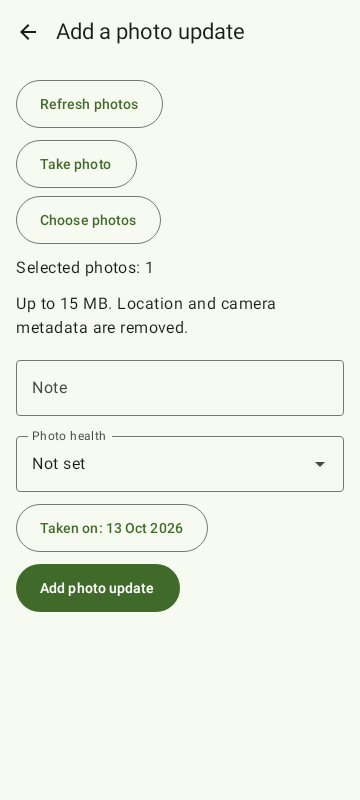 Add a photo update
Refresh photos
Take photo
Choose photos
Selected photos: 1
Up to 15 MB. Location and camera
metadata are removed.
Note
Photo health
Not set
Taken on: 13 Oct 2026
Add photo update